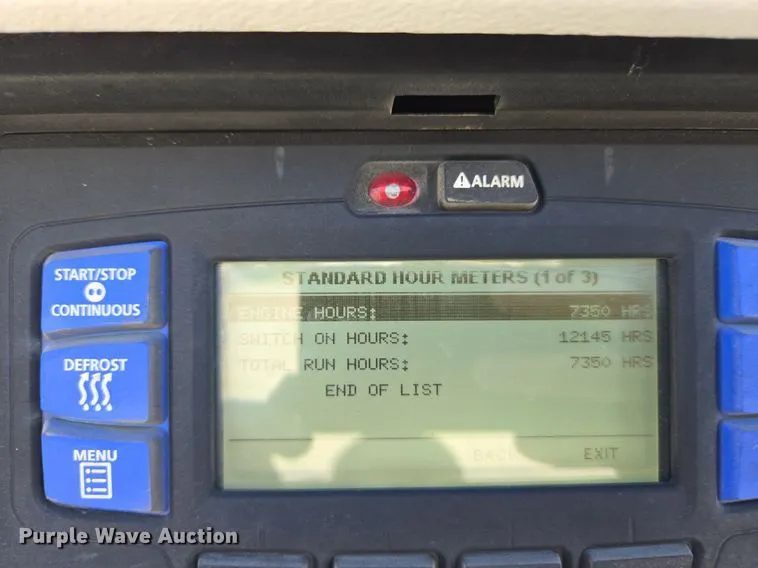 ALARM
START/STOP
CONTINUOUS
DEFROST
MENU
STANDARD HOUR METERS (1 of 3)
ENGINE HOURS: 7350 HRS
SWITCH ON HOURS: 12145 HRS
TOTAL RUN HOURS: 7350 HRS
END OF LIST
BACK EXIT
Purple Wave Auction